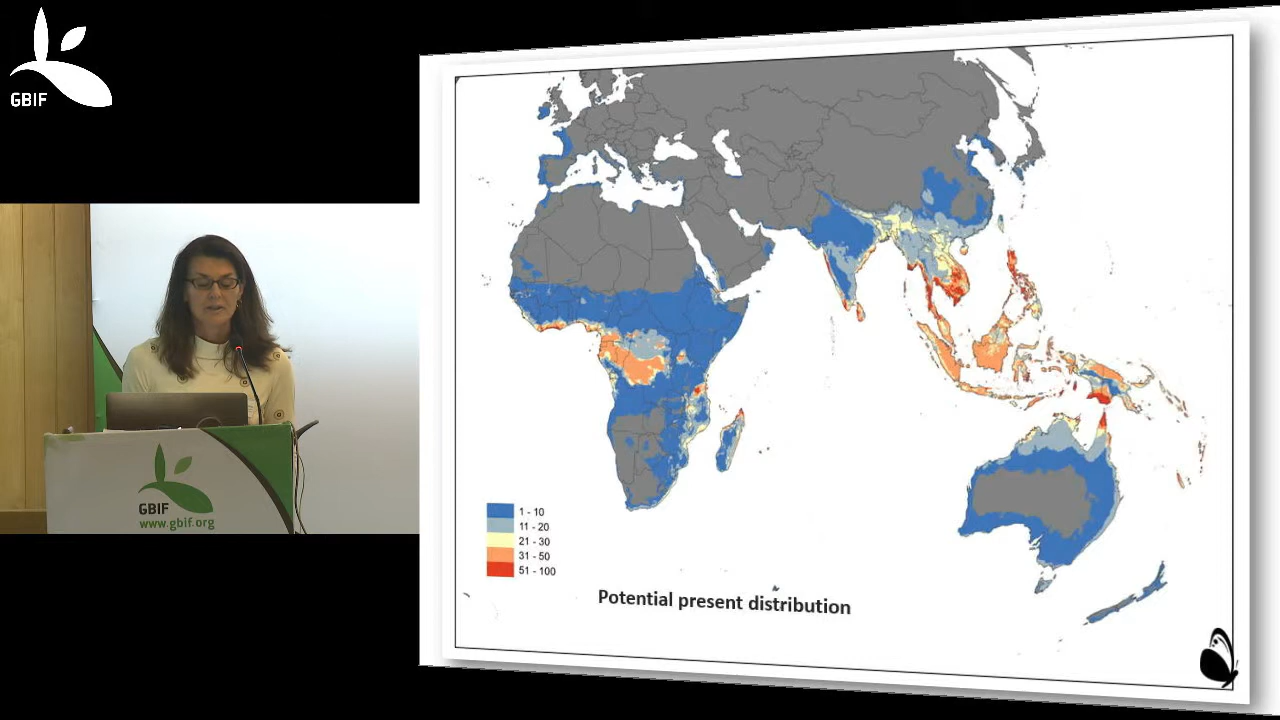 GBIF
GBIF
www.gbif.org
1 - 10
11 - 20
21 - 30
31 - 50
51 - 100
Potential present distribution